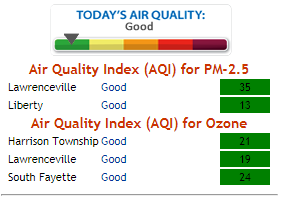 TODAY'S AIR QUALITY:
Good
Air Quality Index (AQI) for PM-2.5
Lawrenceville Good 35
Liberty Good 13
Air Quality Index (AQI) for Ozone
Harrison Township Good 21
Lawrenceville Good 19
South Fayette Good 24